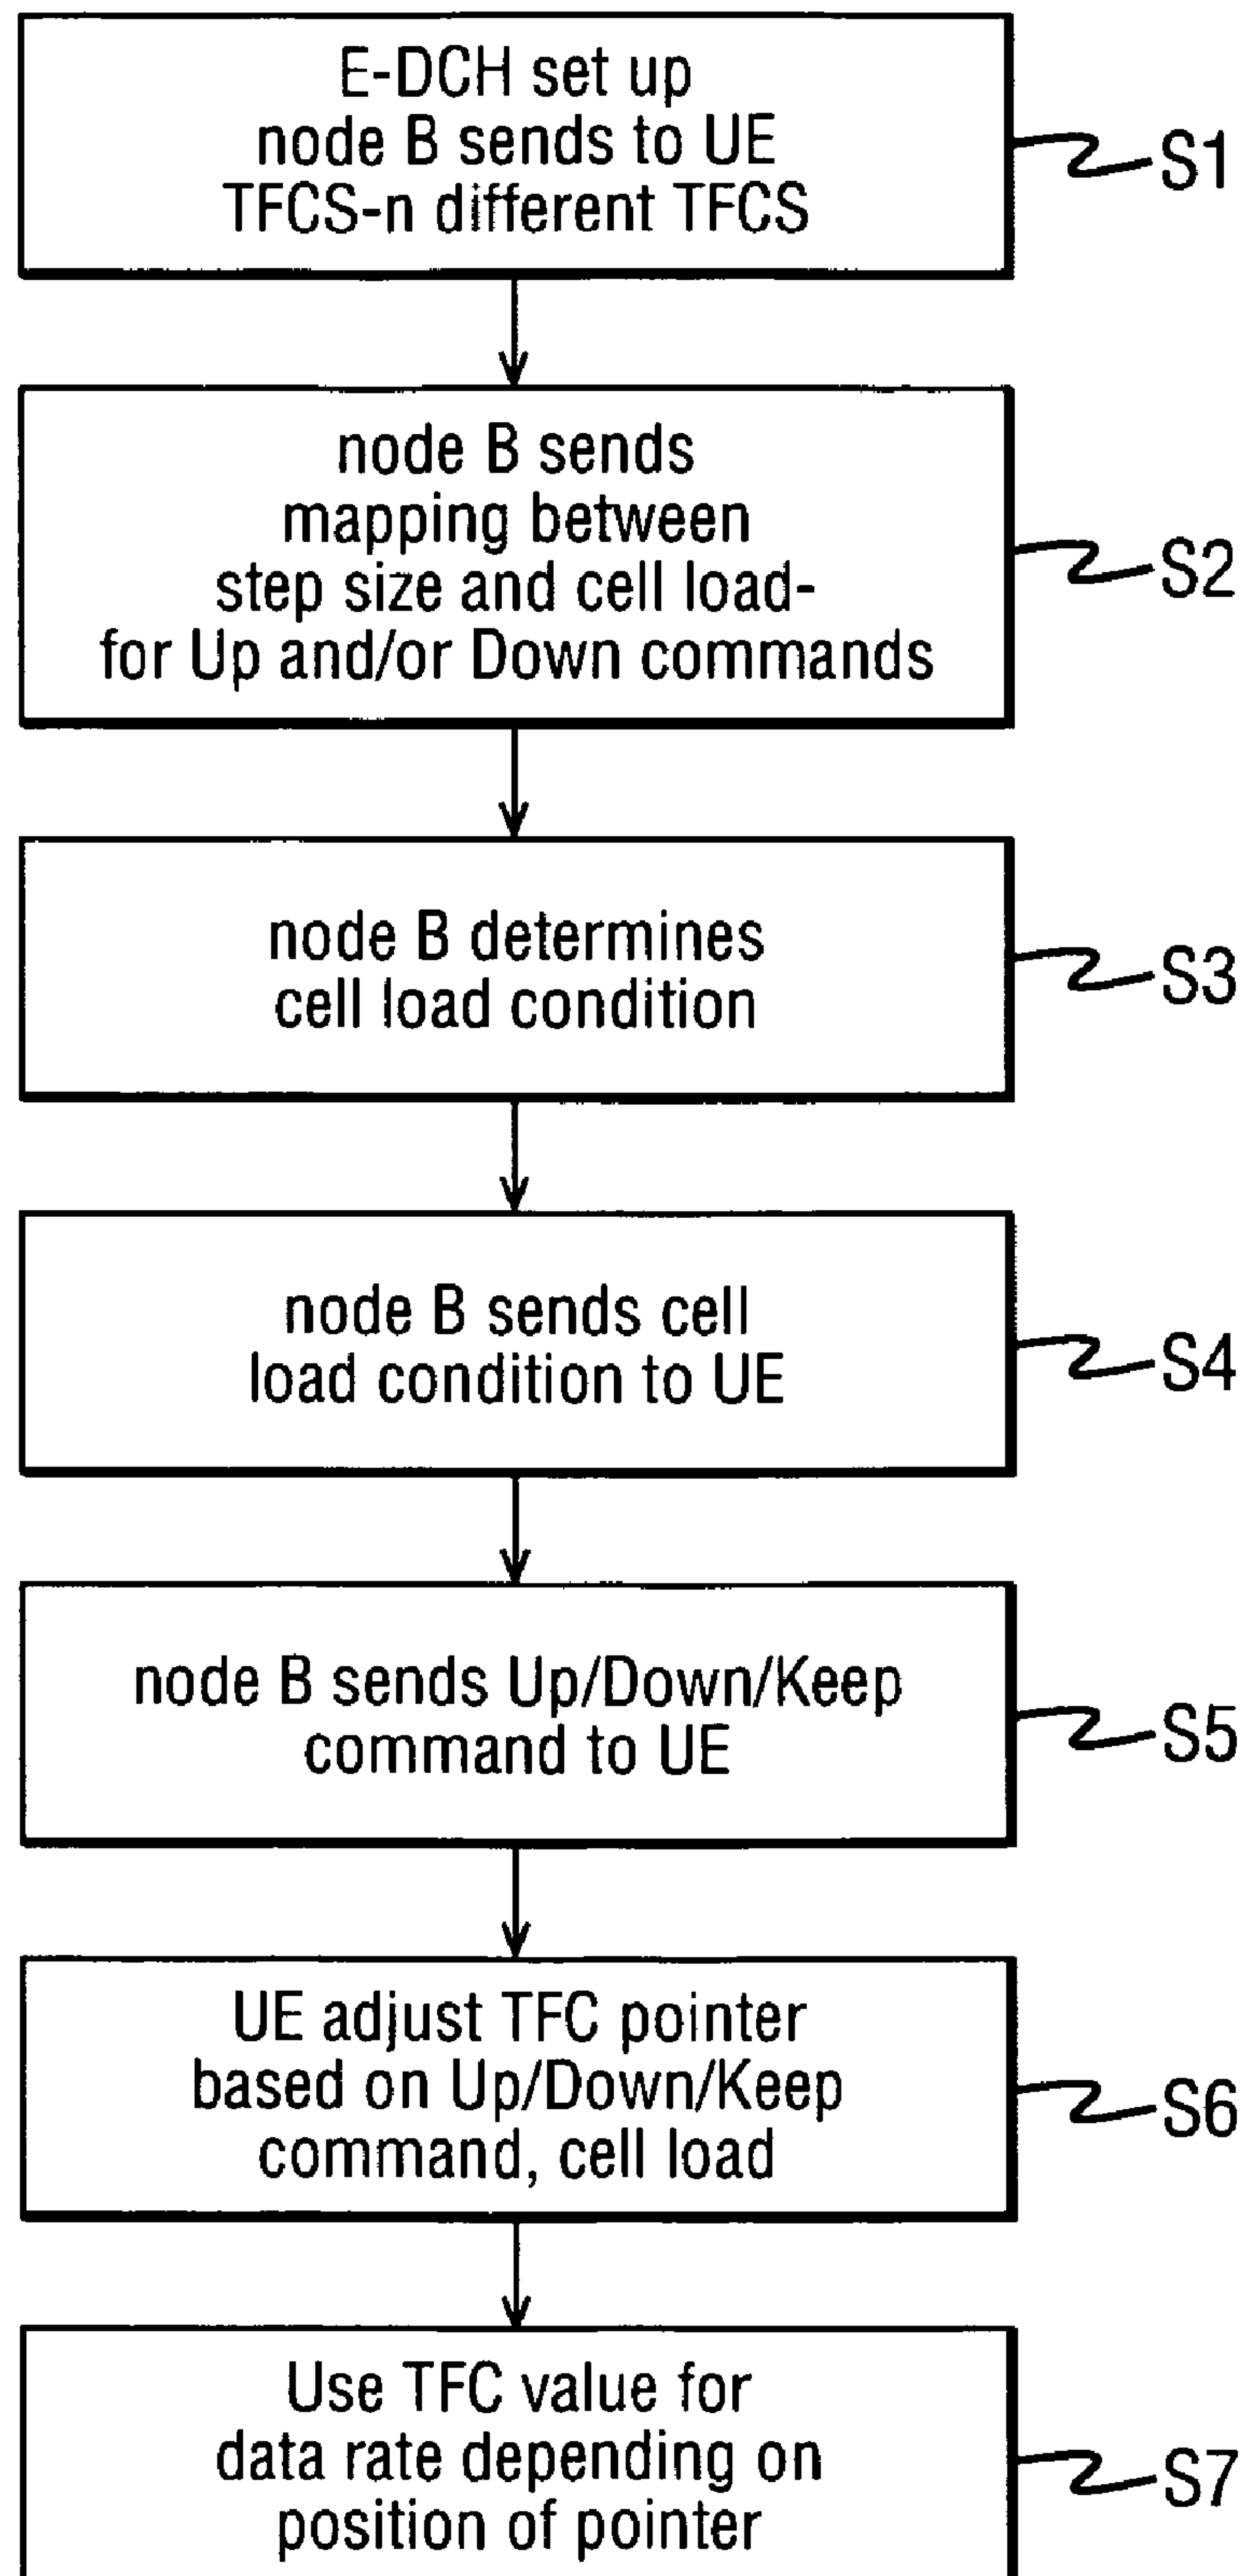 E-DCH set up
node B sends to UE
TFCS-n different TFCS
S1
node B sends
mapping between
step size and cell load-
for Up and/or Down commands
S2
node B determines
cell load condition
S3
node B sends cell
load condition to UE
S4
node B sends Up/Down/Keep
command to UE
S5
UE adjust TFC pointer
based on Up/Down/Keep
command, cell load
S6
Use TFC value for
data rate depending on
position of pointer
S7